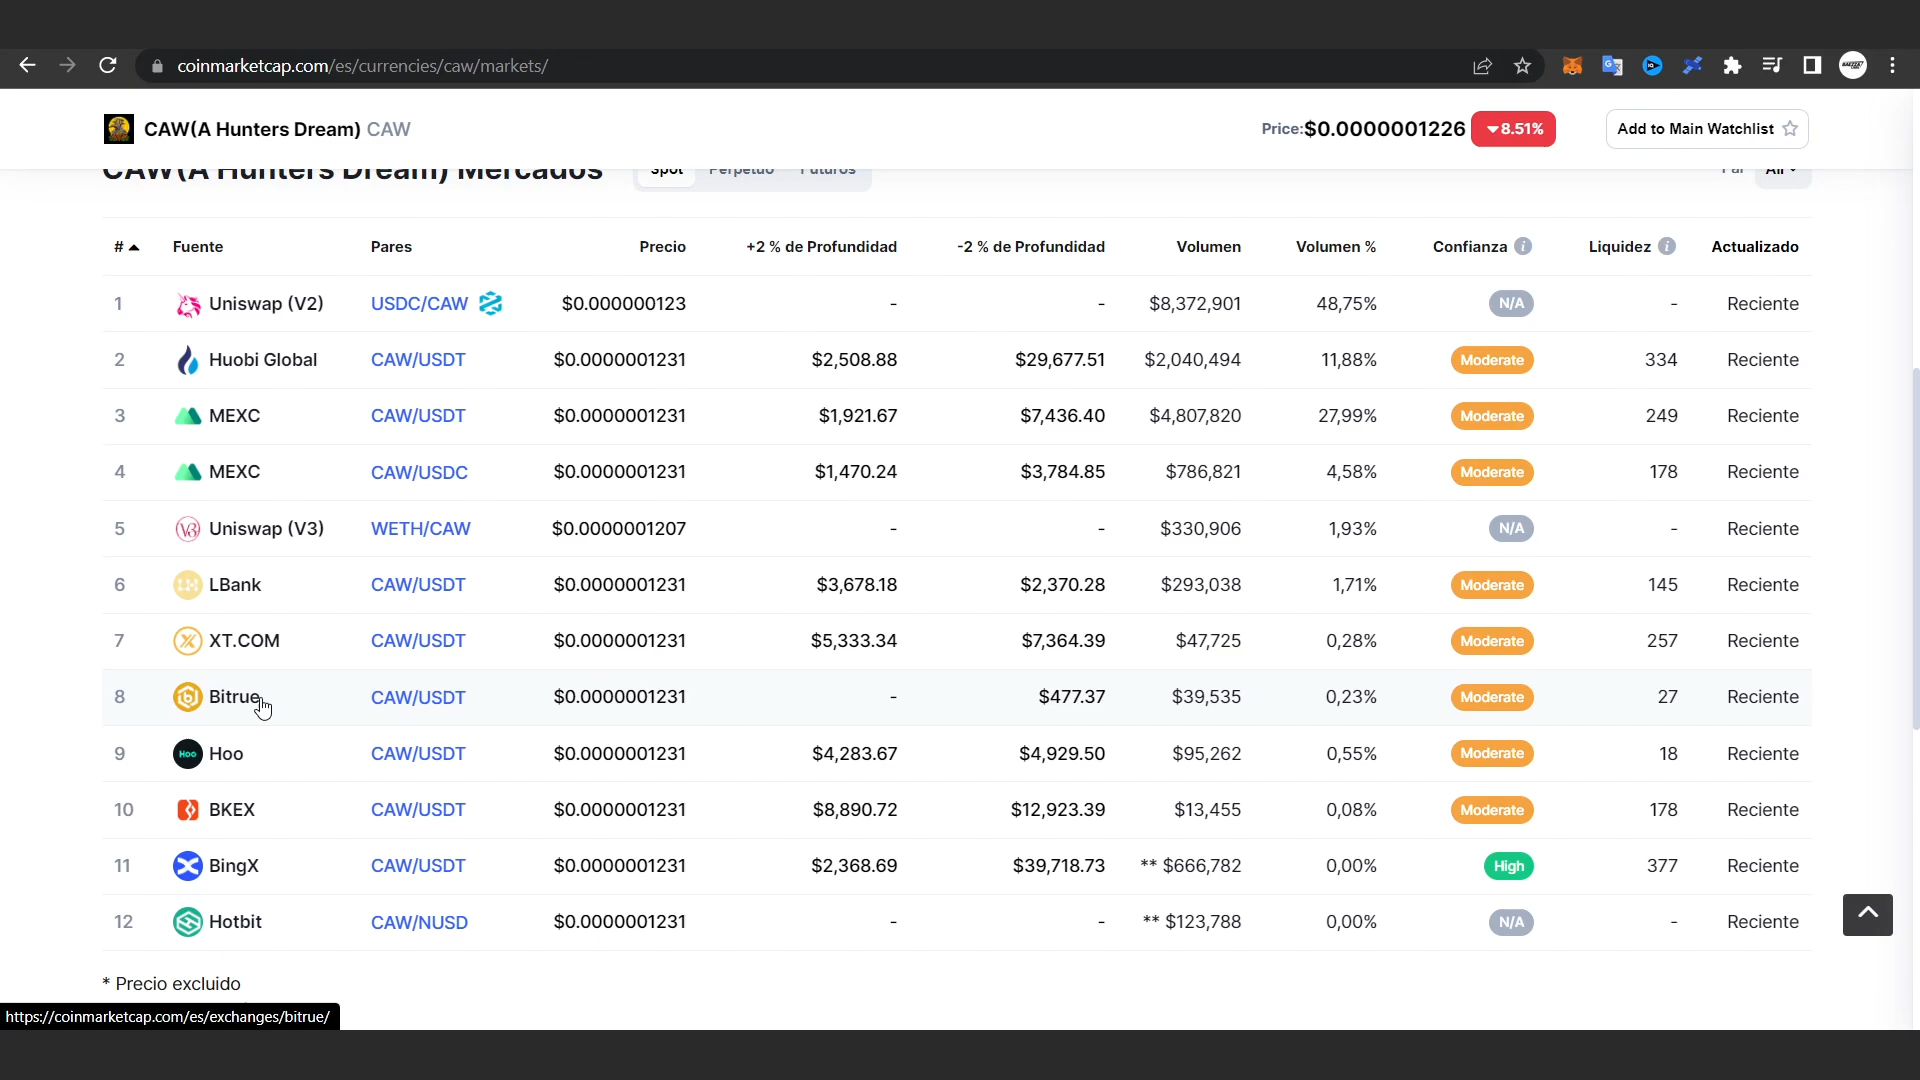 coinmarketcap.com/es/currencies/caw/markets/
CAW(A Hunters Dream) CAW
Price:$0.0000001226 8.51% Add to Main Watchlist
CAW(A Hunters Dream) Mercados Spot Perpetuo Futuros Par All
# Fuente Pares Precio +2 % de Profundidad -2 % de Profundidad Volumen Volumen % Confianza Liquidez Actualizado
1 Uniswap (V2) USDC/CAW $0.000000123 - - $8,372,901 48,75% N/A - Reciente
2 Huobi Global CAW/USDT $0.0000001231 $2,508.88 $29,677.51 $2,040,494 11,88% Moderate 334 Reciente
3 MEXC CAW/USDT $0.0000001231 $1,921.67 $7,436.40 $4,807,820 27,99% Moderate 249 Reciente
4 MEXC CAW/USDC $0.0000001231 $1,470.24 $3,784.85 $786,821 4,58% Moderate 178 Reciente
5 Uniswap (V3) WETH/CAW $0.0000001207 - - $330,906 1,93% N/A - Reciente
6 LBank CAW/USDT $0.0000001231 $3,678.18 $2,370.28 $293,038 1,71% Moderate 145 Reciente
7 XT.COM CAW/USDT $0.0000001231 $5,333.34 $7,364.39 $47,725 0,28% Moderate 257 Reciente
8 Bitrue CAW/USDT $0.0000001231 - $477.37 $39,535 0,23% Moderate 27 Reciente
9 Hoo CAW/USDT $0.0000001231 $4,283.67 $4,929.50 $95,262 0,55% Moderate 18 Reciente
10 BKEX CAW/USDT $0.0000001231 $8,890.72 $12,923.39 $13,455 0,08% Moderate 178 Reciente
11 BingX CAW/USDT $0.0000001231 $2,368.69 $39,718.73 ** $666,782 0,00% High 377 Reciente
12 Hotbit CAW/NUSD $0.0000001231 - - ** $123,788 0,00% N/A - Reciente
* Precio excluido
https://coinmarketcap.com/es/exchanges/bitrue/